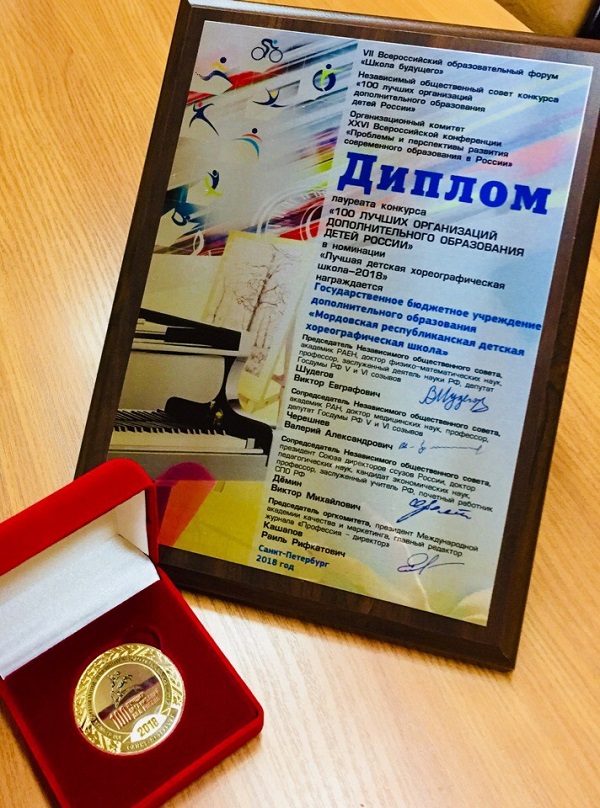 VII Всероссийский образовательный форум
«Школа будущего»
Независимый общественный совет конкурса
«100 лучших организаций
дополнительного образования
детей России»
Организационный комитет
XXVI Всероссийской конференции
«Проблемы и перспективы развития
современного образования в России»
Диплом
лауреата конкурса
«100 ЛУЧШИХ ОРГАНИЗАЦИЙ
ДОПОЛНИТЕЛЬНОГО ОБРАЗОВАНИЯ
ДЕТЕЙ РОССИИ»
в номинации
«Лучшая детская хореографическая
школа–2018»
награждается
Государственное бюджетное учреждение
дополнительного образования
«Мордовская республиканская детская
хореографическая школа»
Председатель Независимого общественного совета,
академик РАЕН, доктор физико-математических наук,
профессор, заслуженный деятель науки РФ, депутат
Госдумы РФ V и VI созывов
Шудегов
Виктор Евграфович
Сопредседатель Независимого общественного совета,
академик РАН, доктор медицинских наук, профессор,
депутат Госдумы РФ V и VI созывов
Черешнев
Валерий Александрович
Сопредседатель Независимого общественного совета,
президент Союза директоров ссузов России, доктор
педагогических наук, кандидат экономических наук,
профессор, заслуженный учитель РФ, почетный работник
СПО РФ
Дёмин
Виктор Михайлович
Председатель оргкомитета, президент Международной
академии качества и маркетинга, главный редактор
журнала «Профессия – директор»
Кашапов
Раиль Рифкатович
Санкт-Петербург
2018 год
100
2018